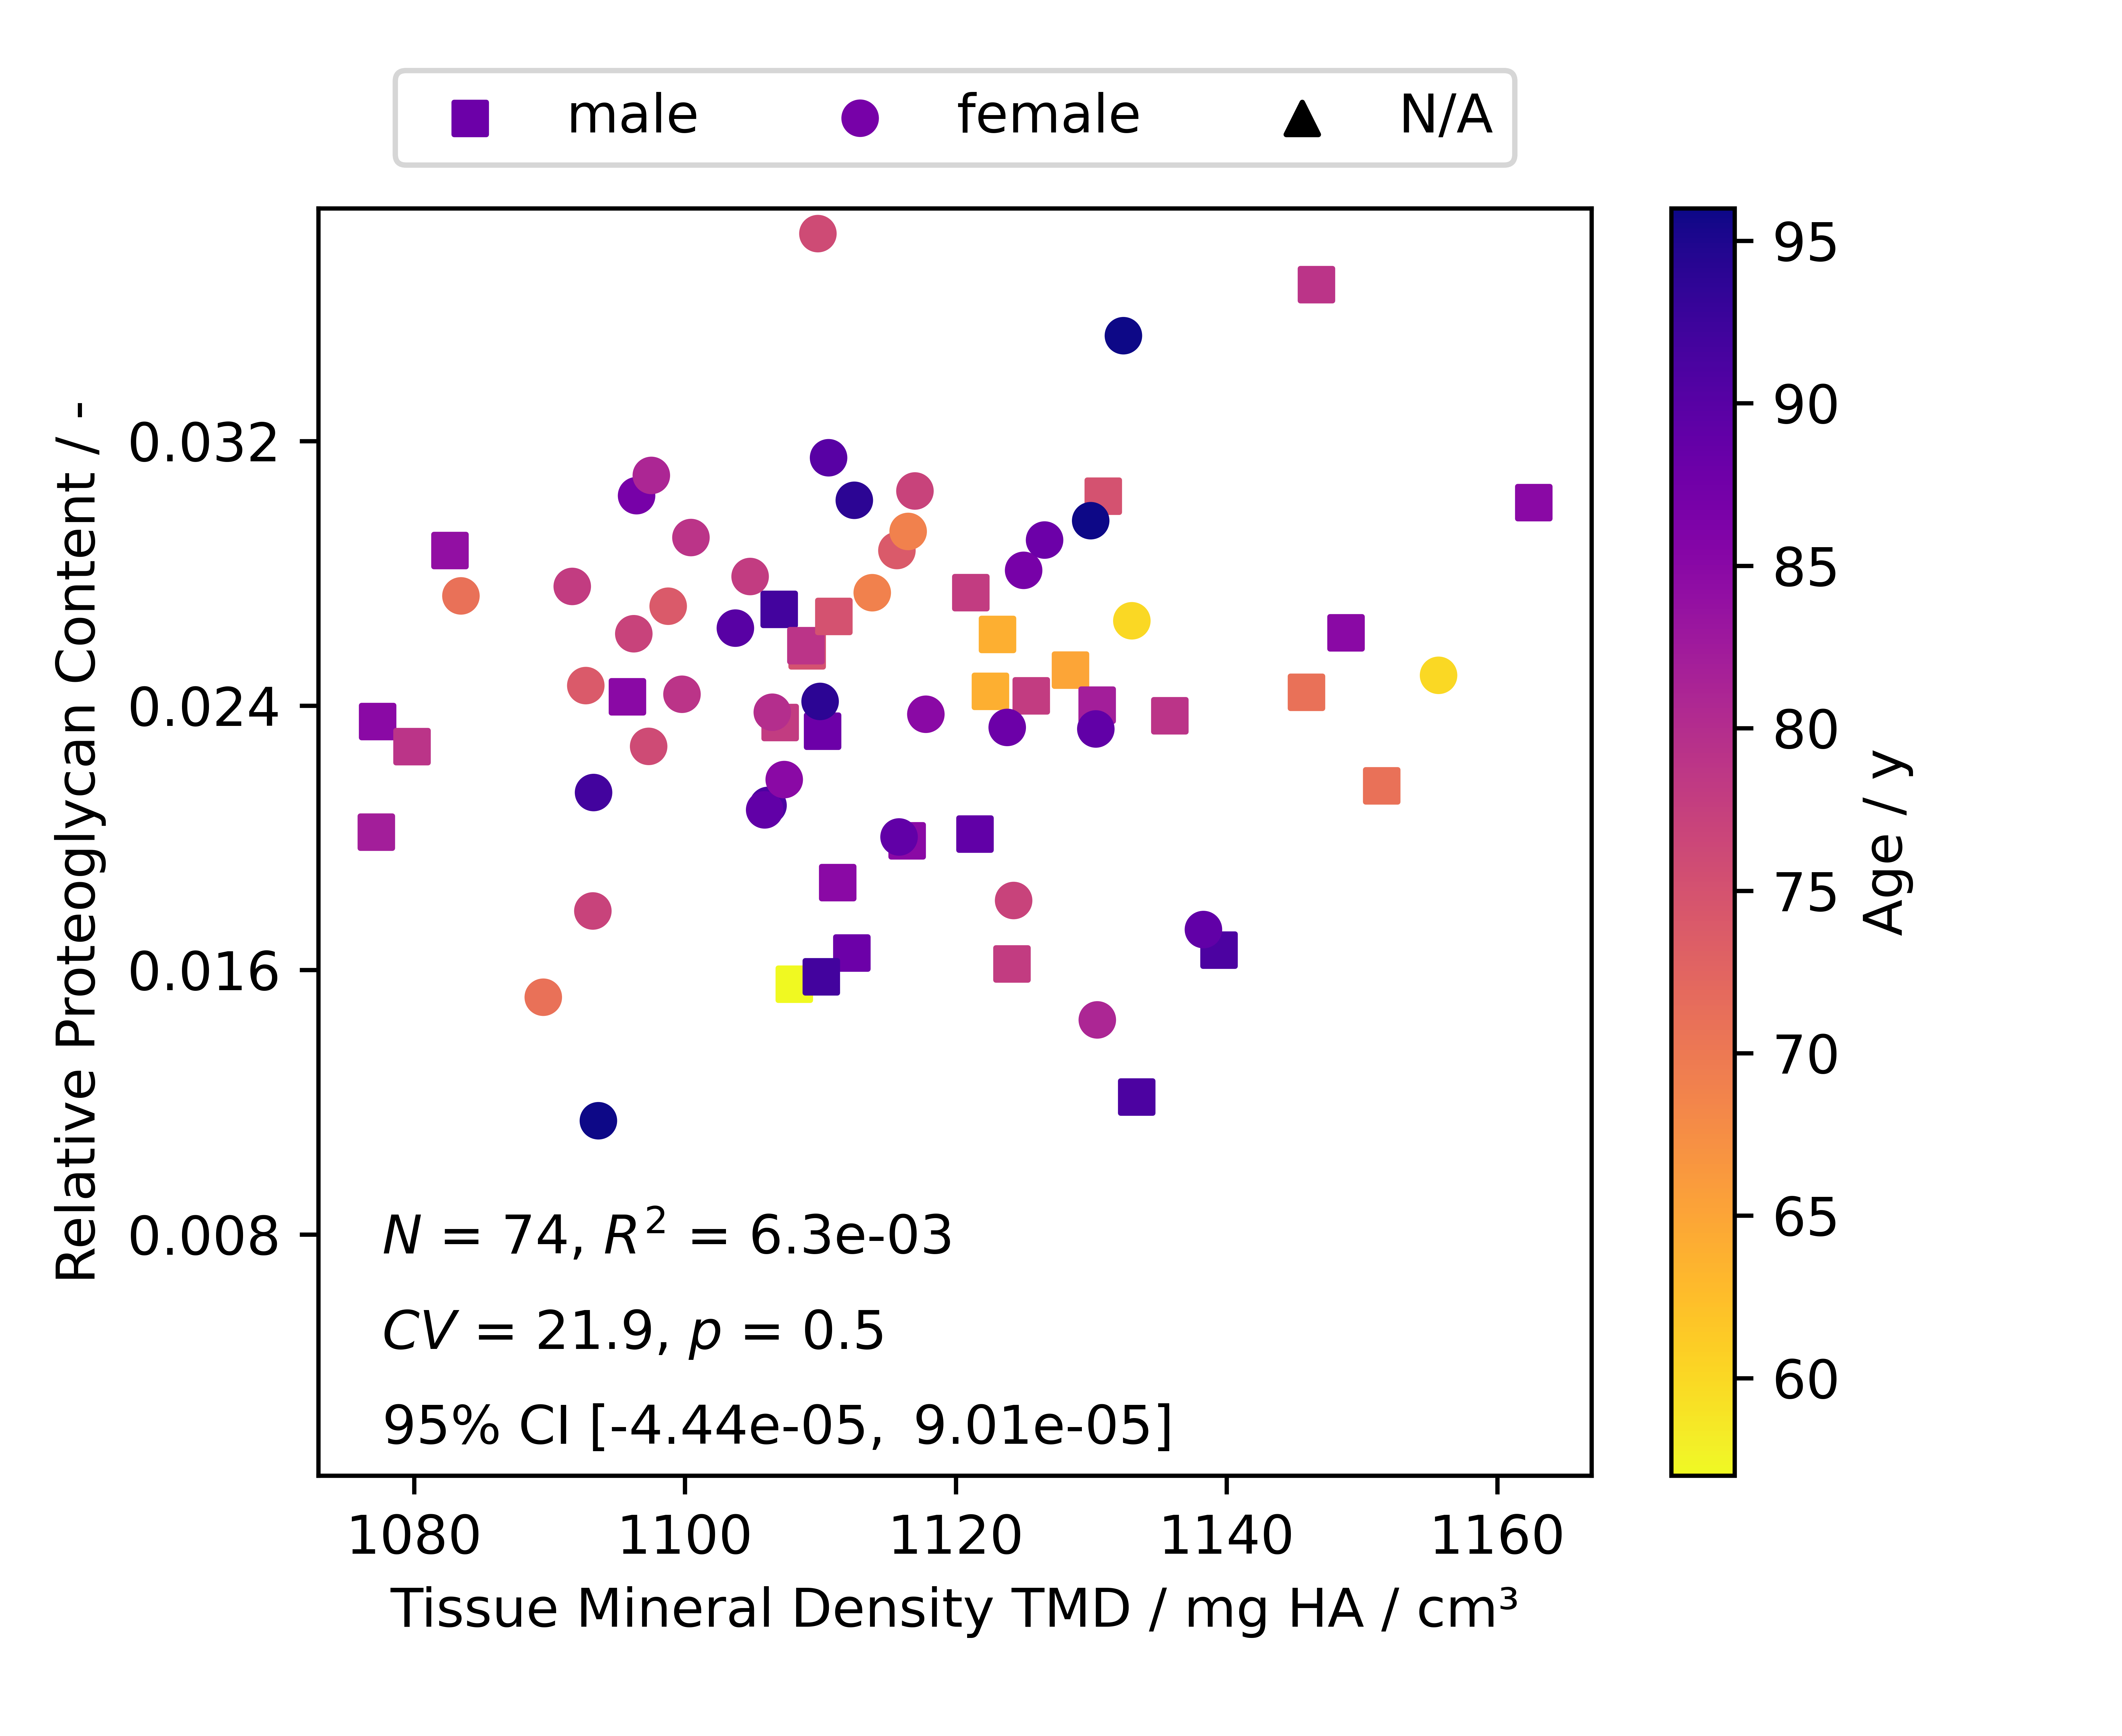 male female N/A
Relative Proteoglycan Content / -
0.032
0.024
0.016
0.008
N = 74, R² = 6.3e-03
CV = 21.9, p = 0.5
95% CI [-4.44e-05, 9.01e-05]
1080 1100 1120 1140 1160
Tissue Mineral Density TMD / mg HA / cm³
95
90
85
80
75
70
65
60
Age / y